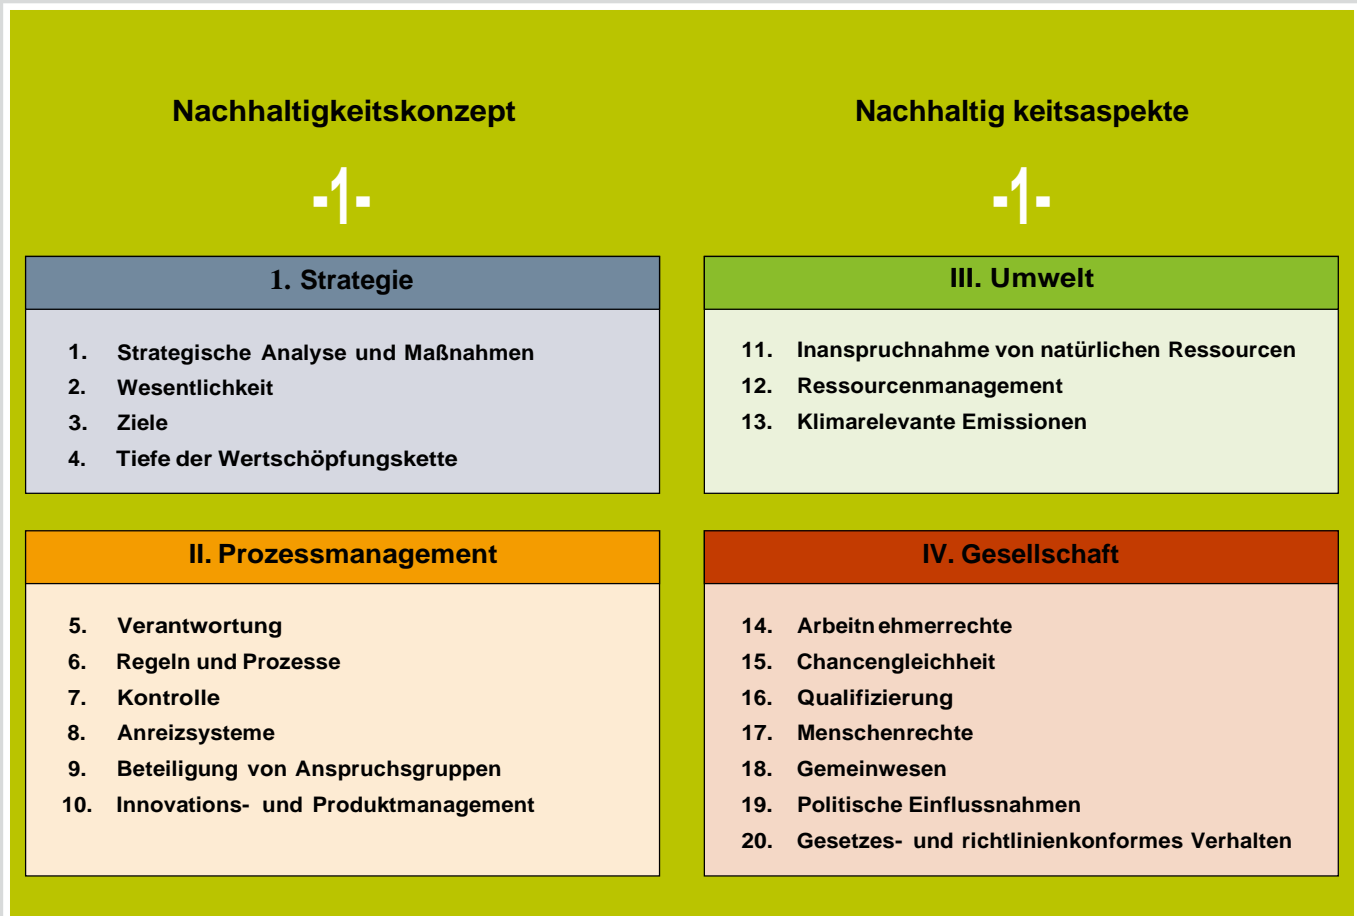 Nachhaltigkeitskonzept
-1-
1. Strategie
1. Strategische Analyse und Maßnahmen
2. Wesentlichkeit
3. Ziele
4. Tiefe der Wertschöpfungskette
II. Prozessmanagement
5. Verantwortung
6. Regeln und Prozesse
7. Kontrolle
8. Anreizsysteme
9. Beteiligung von Anspruchsgruppen
10. Innovations- und Produktmanagement
Nachhaltig keitsaspekte
-1-
III. Umwelt
11. Inanspruchnahme von natürlichen Ressourcen
12. Ressourcenmanagement
13. Klimarelevante Emissionen
IV. Gesellschaft
14. Arbeitn ehmerrechte
15. Chancengleichheit
16. Qualifizierung
17. Menschenrechte
18. Gemeinwesen
19. Politische Einflussnahmen
20. Gesetzes- und richtlinienkonformes Verhalten